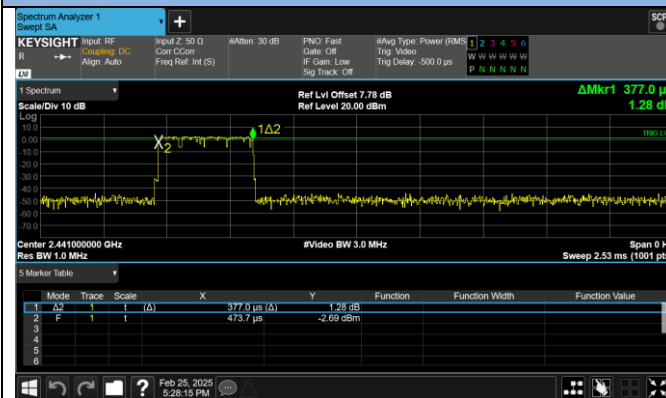 Spectrum Analyzer 1
Swept SA
+
KEYSIGHT Input: RF Input Z: 50 Ω #Atten: 30 dB PNO: Fast #Avg Type: Power (RMS 1 2 3 4 5 6
R Coupling: DC Corr CCorr Gate: Off Trig: Video W W W W W W
Align: Auto Freq Ref: Int (S) IF Gain: Low Trig Delay: -500.0 µs P N N N N N
Sig Track: Off
LXI
1 Spectrum Ref Lvl Offset 7.78 dB ΔMkr1 377.0 µ
Scale/Div 10 dB Ref Level 20.00 dBm 1.28 d
Log
10.0
0.00 TRIG LV
-10.0
-20.0
-30.0
-40.0
-50.0
-60.0
-70.0
X2 1Δ2
Center 2.441000000 GHz #Video BW 3.0 MHz Span 0 H
Res BW 1.0 MHz Sweep 2.53 ms (1001 pts
5 Marker Table
Mode Trace Scale X Y Function Function Width Function Value
1 Δ2 1 t (Δ) 377.0 µs (Δ) 1.28 dB
2 F 1 t 473.7 µs -2.69 dBm
3
4
5
6
? Feb 25, 2025
5:28:15 PM